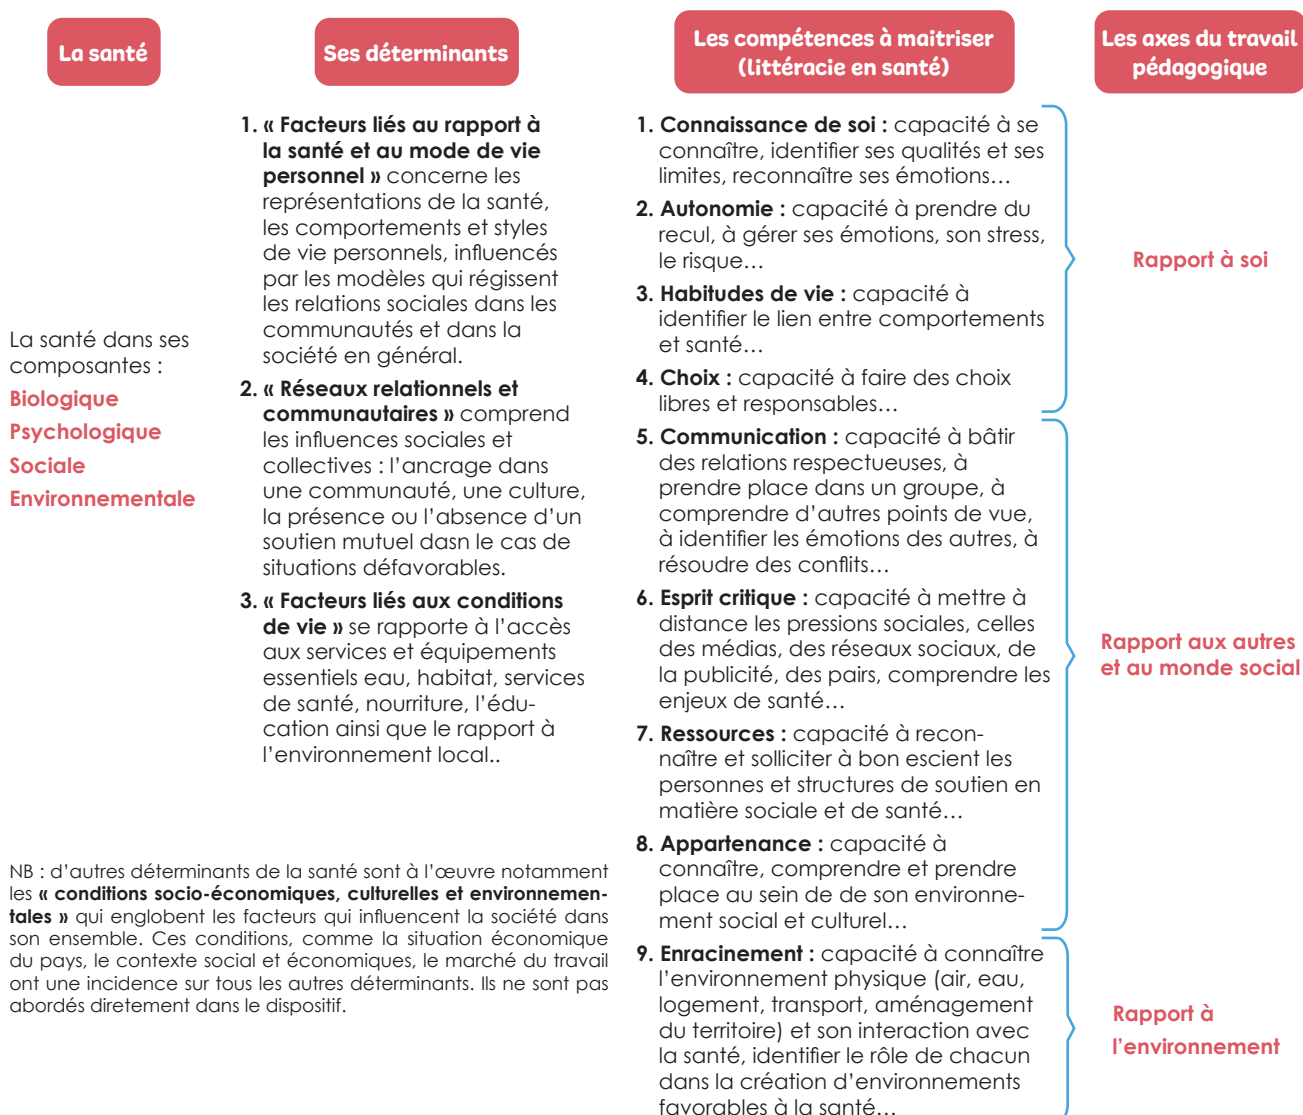 La santé
Ses déterminants
Les compétences à maitriser
(littéracie en santé)
Les axes du travail
pédagogique
La santé dans ses
composantes :
Biologique
Psychologique
Sociale
Environnementale
1. « Facteurs liés au rapport à
la santé et au mode de vie
personnel » concerne les
représentations de la santé,
les comportements et styles
de vie personnels, influencés
par les modèles qui régissent
les relations sociales dans les
communautés et dans la
société en général.
2. « Réseaux relationnels et
communautaires » comprend
les influences sociales et
collectives : l'ancrage dans
une communauté, une culture,
la présence ou l'absence d'un
soutien mutuel dasn le cas de
situations défavorables.
3. « Facteurs liés aux conditions
de vie » se rapporte à l'accès
aux services et équipements
essentiels eau, habitat, services
de santé, nourriture, l'édu-
cation ainsi que le rapport à
l'environnement local..
NB : d'autres déterminants de la santé sont à l'œuvre notamment
les « conditions socio-économiques, culturelles et environnemen-
tales » qui englobent les facteurs qui influencent la société dans
son ensemble. Ces conditions, comme la situation économique
du pays, le contexte social et économiques, le marché du travail
ont une incidence sur tous les autres déterminants. Ils ne sont pas
abordés diretement dans le dispositif.
1. Connaissance de soi : capacité à se
connaître, identifier ses qualités et ses
limites, reconnaître ses émotions…
2. Autonomie : capacité à prendre du
recul, à gérer ses émotions, son stress,
le risque…
3. Habitudes de vie : capacité à
identifier le lien entre comportements
et santé…
4. Choix : capacité à faire des choix
libres et responsables…
5. Communication : capacité à bâtir
des relations respectueuses, à
prendre place dans un groupe, à
comprendre d'autres points de vue,
à identifier les émotions des autres, à
résoudre des conflits…
6. Esprit critique : capacité à mettre à
distance les pressions sociales, celles
des médias, des réseaux sociaux, de
la publicité, des pairs, comprendre les
enjeux de santé…
7. Ressources : capacité à recon-
naître et solliciter à bon escient les
personnes et structures de soutien en
matière sociale et de santé…
8. Appartenance : capacité à
connaître, comprendre et prendre
place au sein de de son environne-
ment social et culturel…
9. Enracinement : capacité à connaître
l'environnement physique (air, eau,
logement, transport, aménagement
du territoire) et son interaction avec
la santé, identifier le rôle de chacun
dans la création d'environnements
favorables à la santé…
Rapport à soi
Rapport aux autres
et au monde social
Rapport à
l'environnement